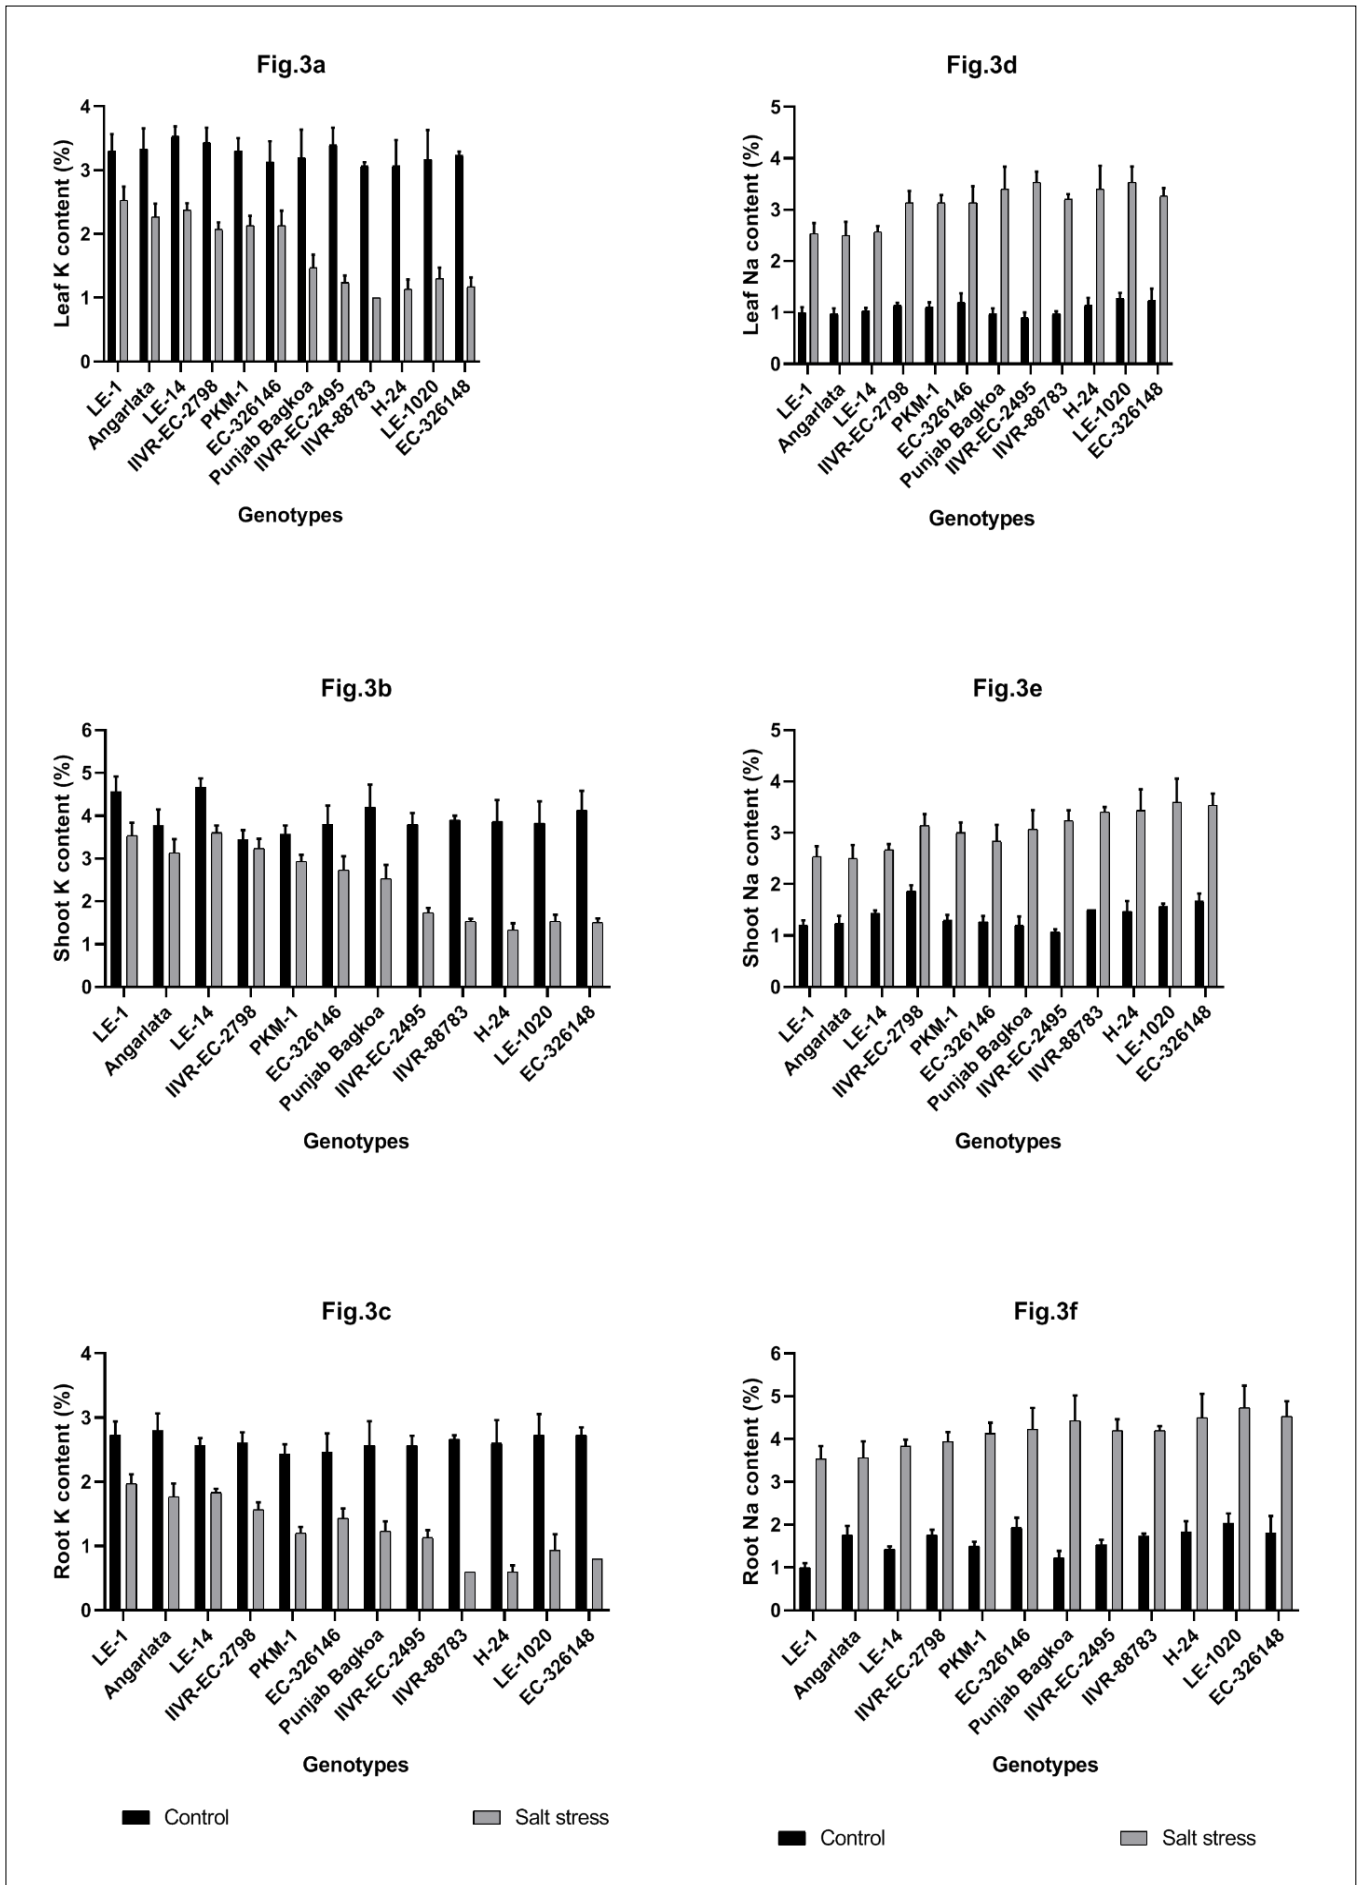 Fig.3a
Leaf K content (%)
4
3
2
1
0
LE-1
Angarlata
LE-14
IIVR-EC-2798
PKM-1
EC-326146
Punjab Bagkoa
IIVR-EC-2495
IIVR-88783
H-24
LE-1020
EC-326148
Genotypes
Fig.3d
Leaf Na content (%)
5
4
3
2
1
0
LE-1
Angarlata
LE-14
IIVR-EC-2798
PKM-1
EC-326146
Punjab Bagkoa
IIVR-EC-2495
IIVR-88783
H-24
LE-1020
EC-326148
Genotypes
Fig.3b
Shoot K content (%)
6
5
4
3
2
1
0
LE-1
Angarlata
LE-14
IIVR-EC-2798
PKM-1
EC-326146
Punjab Bagkoa
IIVR-EC-2495
IIVR-88783
H-24
LE-1020
EC-326148
Genotypes
Fig.3e
Shoot Na content (%)
5
4
3
2
1
0
LE-1
Angarlata
LE-14
IIVR-EC-2798
PKM-1
EC-326146
Punjab Bagkoa
IIVR-EC-2495
IIVR-88783
H-24
LE-1020
EC-326148
Genotypes
Fig.3c
Root K content (%)
4
3
2
1
0
LE-1
Angarlata
LE-14
IIVR-EC-2798
PKM-1
EC-326146
Punjab Bagkoa
IIVR-EC-2495
IIVR-88783
H-24
LE-1020
EC-326148
Genotypes
Control
Salt stress
Fig.3f
Root Na content (%)
6
5
4
3
2
1
0
LE-1
Angarlata
LE-14
IIVR-EC-2798
PKM-1
EC-326146
Punjab Bagkoa
IIVR-EC-2495
IIVR-88783
H-24
LE-1020
EC-326148
Genotypes
Control
Salt stress